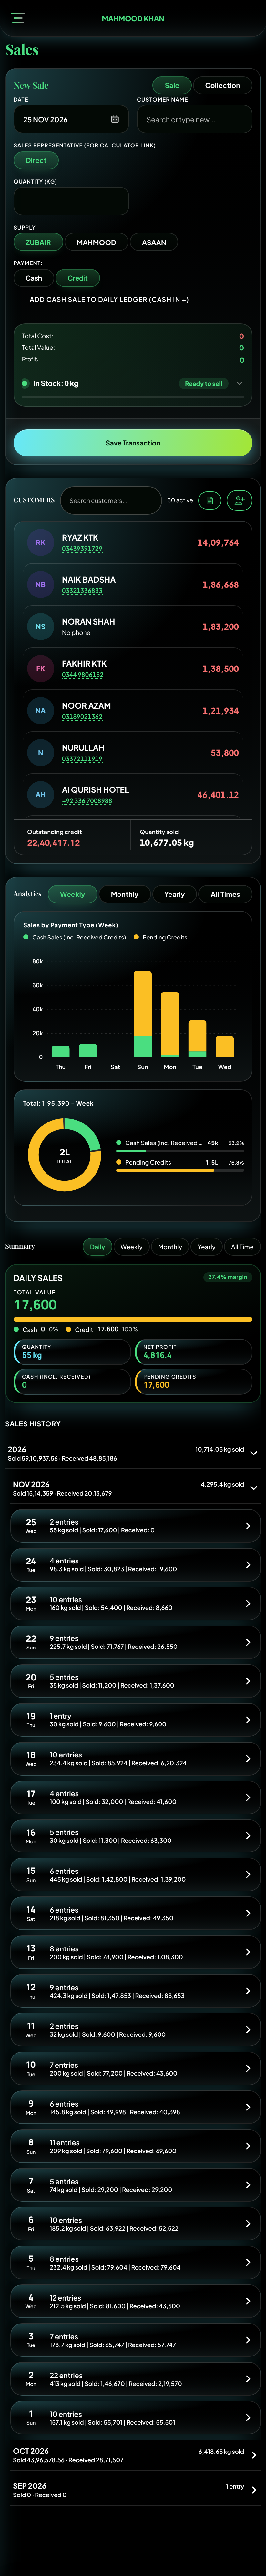 MAHMOOD KHAN
Sales
New Sale
Sale
Collection
DATE
CUSTOMER NAME
25 NOV 2026
Search or type new...
SALES REPRESENTATIVE (FOR CALCULATOR LINK)
Direct
QUANTITY (KG)
SUPPLY
ZUBAIR
MAHMOOD
ASAAN
PAYMENT:
Cash
Credit
ADD CASH SALE TO DAILY LEDGER (CASH IN +)
Total Cost: 0
Total Value: 0
Profit: 0
In Stock: 0 kg
Ready to sell
Save Transaction
CUSTOMERS
Search customers...
30 active
RK
RYAZ KTK
03439391729
14,09,764
NB
NAIK BADSHA
03321336833
1,86,668
NS
NORAN SHAH
No phone
1,83,200
FK
FAKHIR KTK
0344 9806152
1,38,500
NA
NOOR AZAM
03189021362
1,21,934
N
NURULLAH
03372111919
53,800
AH
Al QURISH HOTEL
+92 336 7008988
46,401.12
Outstanding credit
22,40,417.12
Quantity sold
10,677.05 kg
Analytics
Weekly
Monthly
Yearly
All Times
Sales by Payment Type (Week)
Cash Sales (Inc. Received Credits)
Pending Credits
80k
60k
40k
20k
0
Thu Fri Sat Sun Mon Tue Wed
Total: 1,95,390 - Week
2L
TOTAL
Cash Sales (Inc. Received ... 45k 23.2%
Pending Credits 1.5L 76.8%
Summary
Daily
Weekly
Monthly
Yearly
All Time
DAILY SALES
27.4% margin
TOTAL VALUE
17,600
Cash 0 0%
Credit 17,600 100%
QUANTITY
55 kg
NET PROFIT
4,816.4
CASH (INCL. RECEIVED)
0
PENDING CREDITS
17,600
SALES HISTORY
2026
Sold 59,10,937.56 · Received 48,85,186
10,714.05 kg sold
NOV 2026
Sold 15,14,359 · Received 20,13,679
4,295.4 kg sold
25 Wed
2 entries
55 kg sold | Sold: 17,600 | Received: 0
24 Tue
4 entries
98.3 kg sold | Sold: 30,823 | Received: 19,600
23 Mon
10 entries
160 kg sold | Sold: 54,400 | Received: 8,660
22 Sun
9 entries
225.7 kg sold | Sold: 71,767 | Received: 26,550
20 Fri
5 entries
35 kg sold | Sold: 11,200 | Received: 1,37,600
19 Thu
1 entry
30 kg sold | Sold: 9,600 | Received: 9,600
18 Wed
10 entries
234.4 kg sold | Sold: 85,924 | Received: 6,20,324
17 Tue
4 entries
100 kg sold | Sold: 32,000 | Received: 41,600
16 Mon
5 entries
30 kg sold | Sold: 11,300 | Received: 63,300
15 Sun
6 entries
445 kg sold | Sold: 1,42,800 | Received: 1,39,200
14 Sat
6 entries
218 kg sold | Sold: 81,350 | Received: 49,350
13 Fri
8 entries
200 kg sold | Sold: 78,900 | Received: 1,08,300
12 Thu
9 entries
424.3 kg sold | Sold: 1,47,853 | Received: 88,653
11 Wed
2 entries
32 kg sold | Sold: 9,600 | Received: 9,600
10 Tue
7 entries
200 kg sold | Sold: 77,200 | Received: 43,600
9 Mon
6 entries
145.8 kg sold | Sold: 49,998 | Received: 40,398
8 Sun
11 entries
209 kg sold | Sold: 79,600 | Received: 69,600
7 Sat
5 entries
74 kg sold | Sold: 29,200 | Received: 29,200
6 Fri
10 entries
185.2 kg sold | Sold: 63,922 | Received: 52,522
5 Thu
8 entries
232.4 kg sold | Sold: 79,604 | Received: 79,604
4 Wed
12 entries
212.5 kg sold | Sold: 81,600 | Received: 43,600
3 Tue
7 entries
178.7 kg sold | Sold: 65,747 | Received: 57,747
2 Mon
22 entries
413 kg sold | Sold: 1,46,670 | Received: 2,19,570
1 Sun
10 entries
157.1 kg sold | Sold: 55,701 | Received: 55,501
OCT 2026
Sold 43,96,578.56 · Received 28,71,507
6,418.65 kg sold
SEP 2026
Sold 0 · Received 0
1 entry